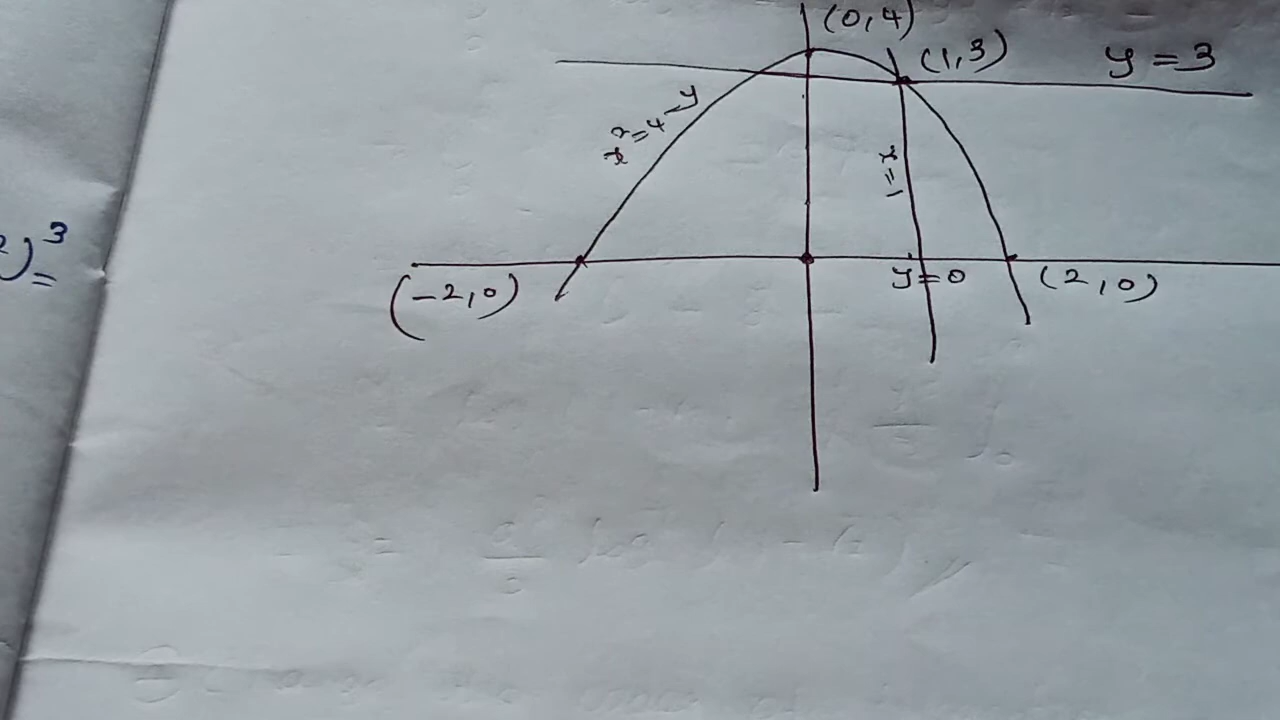 (0,4)
(1,3)
y = 3
x² = 4 - y
x = 1
)³
=
(-2,0)
y = 0
(2,0)